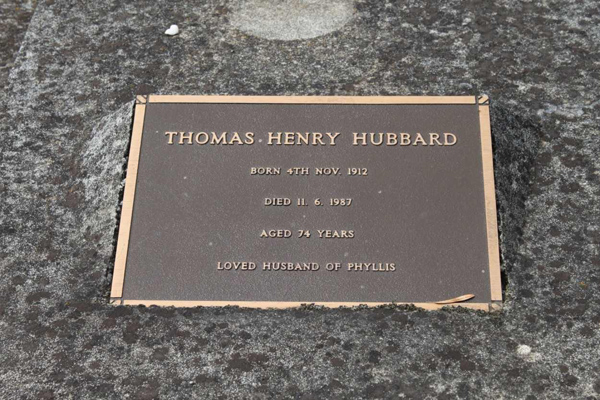 THOMAS HENRY HUBBARD
BORN 4TH NOV. 1912
DIED 11. 6. 1987
AGED 74 YEARS
LOVED HUSBAND OF PHYLLIS